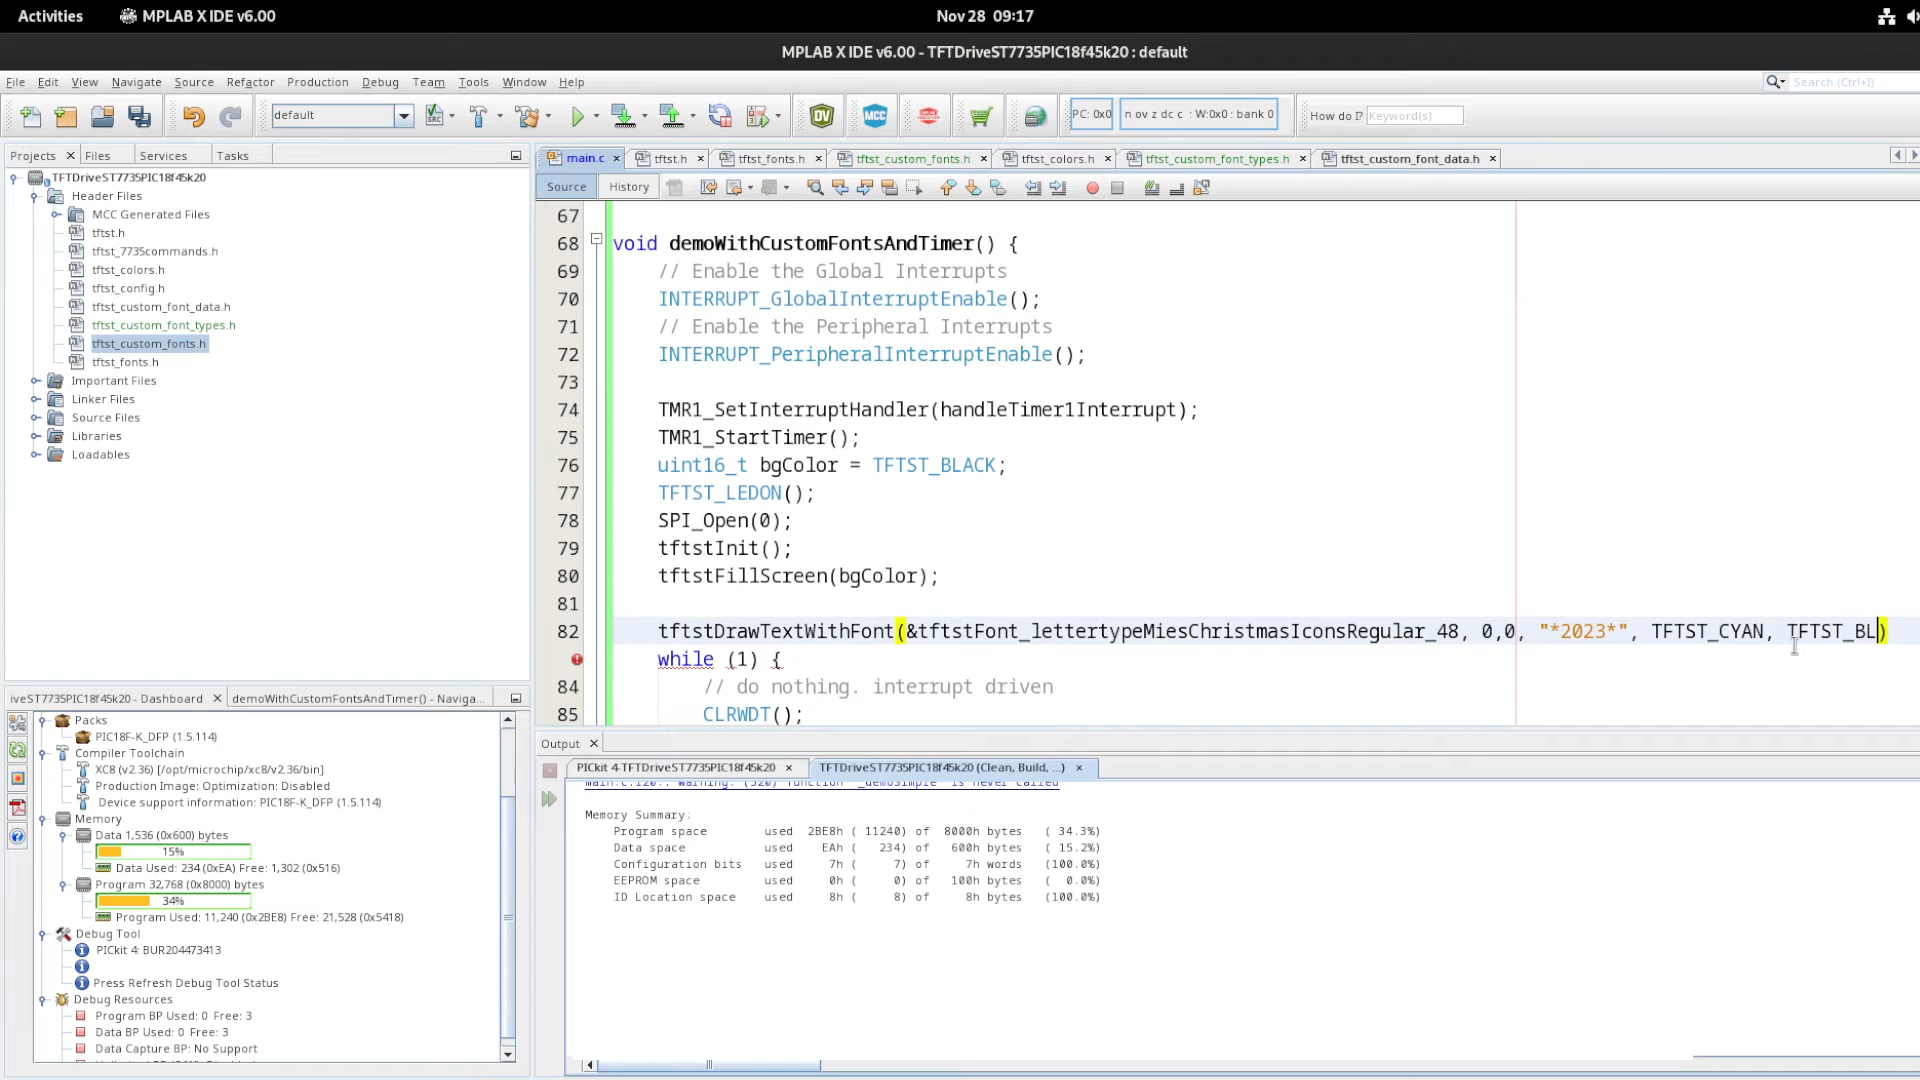 Activities MPLAB X IDE v6.00 Nov 28 09:17
MPLAB X IDE v6.00 - TFTDriveST7735PIC18f45k20 : default
File Edit View Navigate Source Refactor Production Debug Team Tools Window Help Search (Ctrl+I)
default PC: 0x0 n ov z dc c : W:0x0 : bank 0 How do I? Keyword(s)
Projects Files Services Tasks
main.c tftst.h tftst_fonts.h tftst_custom_fonts.h tftst_colors.h tftst_custom_font_types.h tftst_custom_font_data.h
Source History
TFTDriveST7735PIC18f45k20
Header Files
MCC Generated Files
tftst.h
tftst_7735commands.h
tftst_colors.h
tftst_config.h
tftst_custom_font_data.h
tftst_custom_font_types.h
tftst_custom_fonts.h
tftst_fonts.h
Important Files
Linker Files
Source Files
Libraries
Loadables
67
68 void demoWithCustomFontsAndTimer() {
69 // Enable the Global Interrupts
70 INTERRUPT_GlobalInterruptEnable();
71 // Enable the Peripheral Interrupts
72 INTERRUPT_PeripheralInterruptEnable();
73
74 TMR1_SetInterruptHandler(handleTimer1Interrupt);
75 TMR1_StartTimer();
76 uint16_t bgColor = TFTST_BLACK;
77 TFTST_LEDON();
78 SPI_Open(0);
79 tftstInit();
80 tftstFillScreen(bgColor);
81
82 tftstDrawTextWithFont(&tftstFont_lettertypeMiesChristmasIconsRegular_48, 0,0, "*2023*", TFTST_CYAN, TFTST_BL)
while (1) {
84 // do nothing. interrupt driven
85 CLRWDT();
iveST7735PIC18f45k20 - Dashboard demoWithCustomFontsAndTimer() - Naviga...
Packs
PIC18F-K_DFP (1.5.114)
Compiler Toolchain
XC8 (v2.36) [/opt/microchip/xc8/v2.36/bin]
Production Image: Optimization: Disabled
Device support information: PIC18F-K_DFP (1.5.114)
Memory
Data 1,536 (0x600) bytes
15%
Data Used: 234 (0xEA) Free: 1,302 (0x516)
Program 32,768 (0x8000) bytes
34%
Program Used: 11,240 (0x2BE8) Free: 21,528 (0x5418)
Debug Tool
PICkit 4: BUR204473413
Press Refresh Debug Tool Status
Debug Resources
Program BP Used: 0 Free: 3
Data BP Used: 0 Free: 3
Data Capture BP: No Support
Output
PICkit 4 TFTDriveST7735PIC18f45k20 (Clean, Build, ...)
main.c:120:: warning: (520) function "_demoSimple" is never called
Memory Summary:
Program space used 2BE8h ( 11240) of 8000h bytes ( 34.3%)
Data space used EAh ( 234) of 600h bytes ( 15.2%)
Configuration bits used 7h ( 7) of 7h words (100.0%)
EEPROM space used 0h ( 0) of 100h bytes ( 0.0%)
ID Location space used 8h ( 8) of 8h bytes (100.0%)